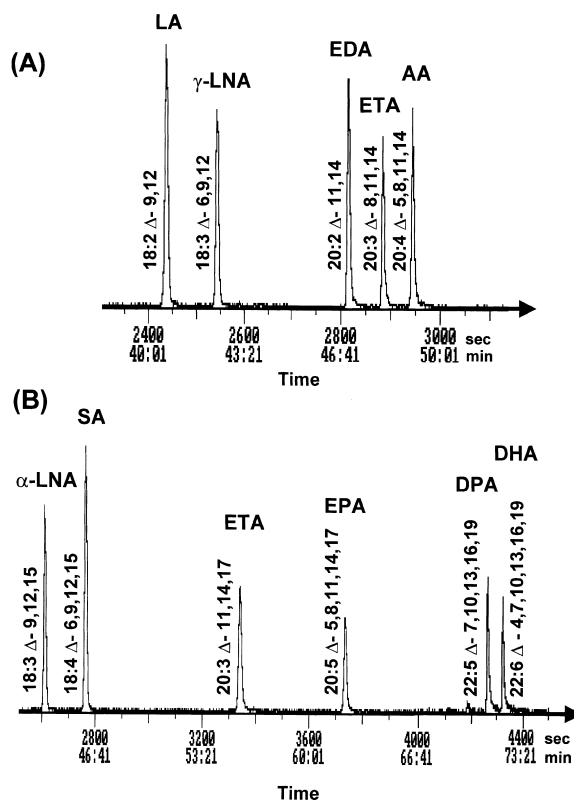 (A)
LA
γ-LNA
EDA
ETA
AA
18:2 Δ- 9,12
18:3 Δ- 6,9,12
20:2 Δ- 11,14
20:3 Δ- 8,11,14
20:4 Δ- 5,8,11,14
2400 2600 2800 3000 sec
40:01 43:21 46:41 50:01 min
Time
(B)
SA
α-LNA
ETA
EPA
DPA
DHA
18:3 Δ- 9,12,15
18:4 Δ- 6,9,12,15
20:3 Δ- 11,14,17
20:5 Δ- 5,8,11,14,17
22:5 Δ- 7,10,13,16,19
22:6 Δ - 4,7,10,13,16,19
2800 3200 3600 4000 4400 sec
46:41 53:21 60:01 66:41 73:21 min
Time